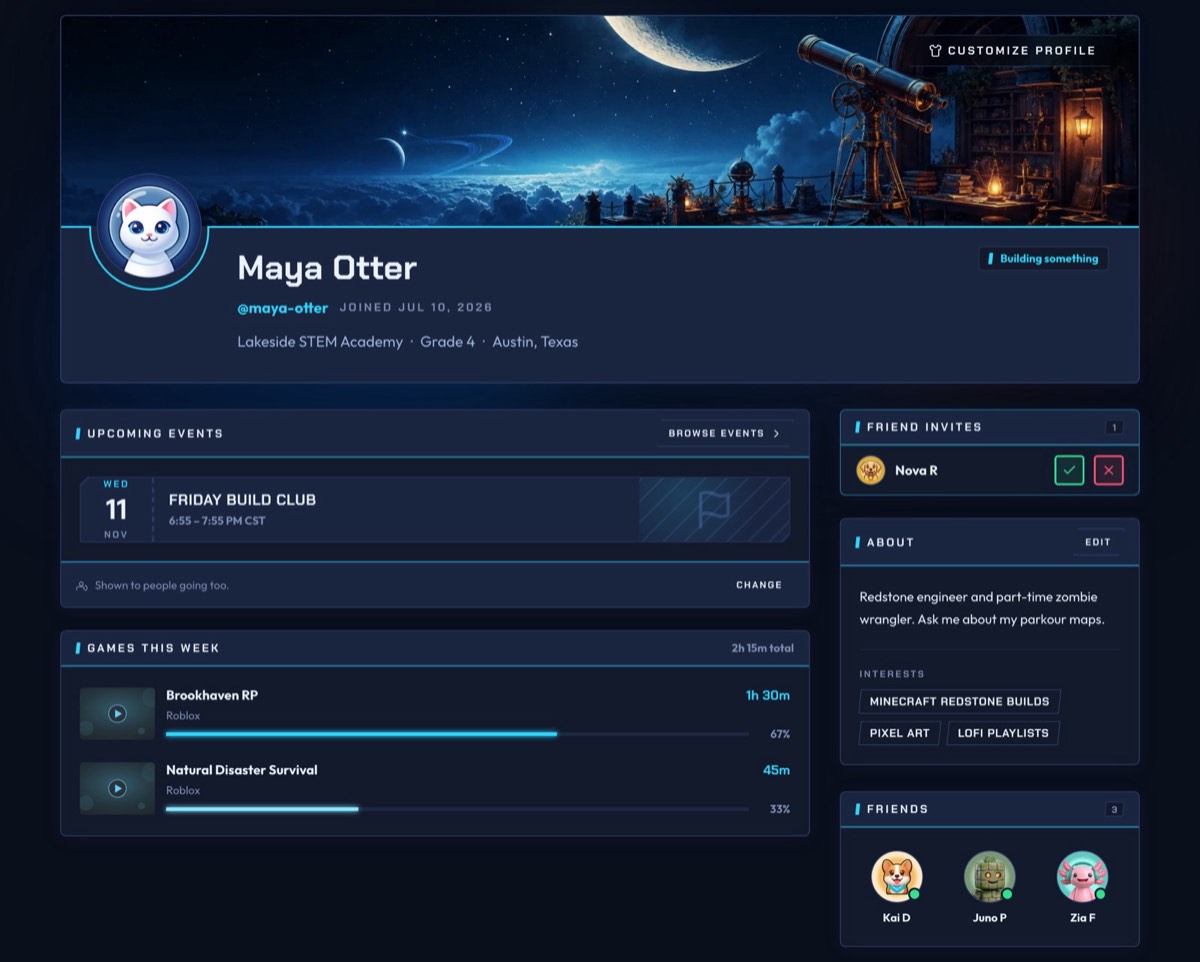 CUSTOMIZE PROFILE
Maya Otter
Building something
@maya-otter JOINED JUL 10, 2026
Lakeside STEM Academy · Grade 4 · Austin, Texas
UPCOMING EVENTS
BROWSE EVENTS
WED
11
NOV
FRIDAY BUILD CLUB
6:55 – 7:55 PM CST
Shown to people going too.
CHANGE
GAMES THIS WEEK
2h 15m total
Brookhaven RP
1h 30m
Roblox
67%
Natural Disaster Survival
45m
Roblox
33%
FRIEND INVITES
1
Nova R
ABOUT
EDIT
Redstone engineer and part-time zombie
wrangler. Ask me about my parkour maps.
INTERESTS
MINECRAFT REDSTONE BUILDS
PIXEL ART
LOFI PLAYLISTS
FRIENDS
3
Kai D
Juno P
Zia F